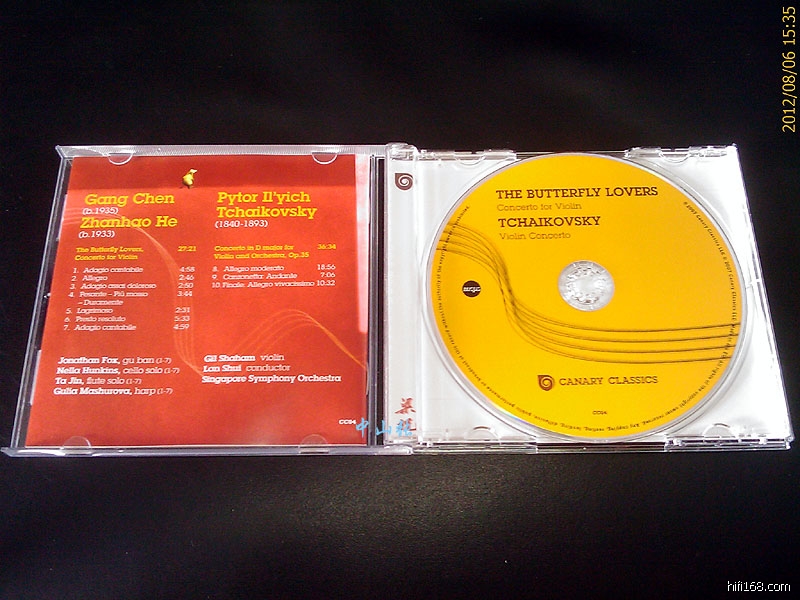 2012/08/06 15:35
Gang Chen
(b.1935)
Zhanhao He
(b.1933)
The Butterfly Lovers, 27:21
Concerto for Violin
1. Adagio cantabile 4:58
2. Allegro 2:46
3. Adagio assai doloroso 2:50
4. Pesante - Più mosso 3:44
- Duramente
5. Lagrimoso 2:31
6. Presto resoluto 5:33
7. Adagio cantabile 4:59
Jonathan Fox, gu ban (1-7)
Nella Hunkins, cello solo (1-7)
Ta Jin, flute solo (1-7)
Gulia Mashurova, harp (1-7)
Pytor Il'yich
Tchaikovsky
(1840-1893)
Concerto in D major for 36:34
Violin and Orchestra, Op.35
8. Allegro moderato 18:56
9. Canzonetta: Andante 7:06
10. Finale: Allegro vivacissimo 10:32
Gil Shaham violin
Lan Shui conductor
Singapore Symphony Orchestra
CC04
THE BUTTERFLY LOVERS
Concerto for Violin
TCHAIKOVSKY
Violin Concerto
CANARY CLASSICS
CC04
中山
hifi168.com